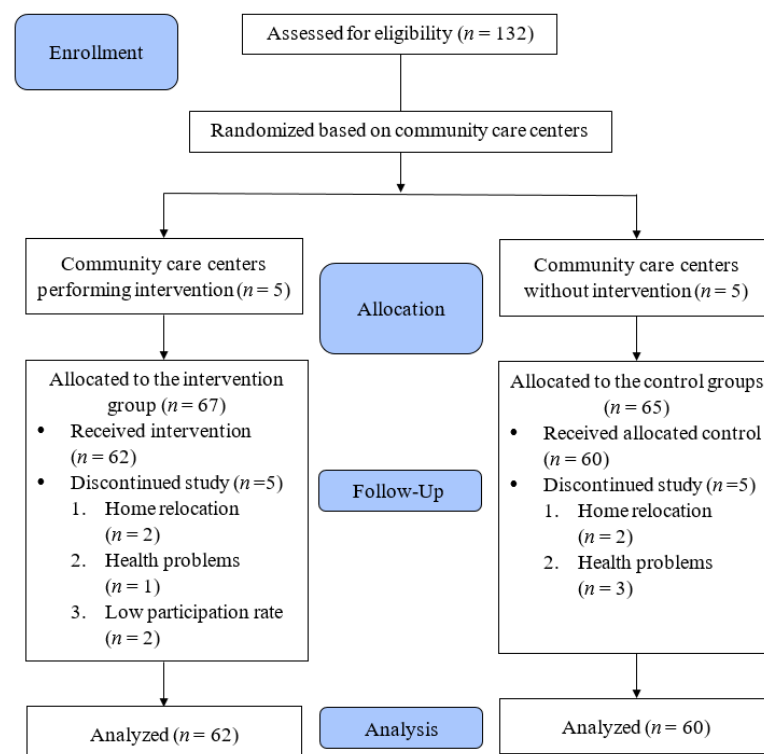 Enrollment
Assessed for eligibility (n = 132)
Randomized based on community care centers
Community care centers
performing intervention (n = 5)
Allocation
Community care centers
without intervention (n = 5)
Allocated to the intervention
group (n = 67)
• Received intervention
(n = 62)
• Discontinued study (n =5)
1. Home relocation
(n = 2)
2. Health problems
(n = 1)
3. Low participation rate
(n = 2)
Follow-Up
Allocated to the control groups
(n = 65)
• Received allocated control
(n = 60)
• Discontinued study (n =5)
1. Home relocation
(n = 2)
2. Health problems
(n = 3)
Analyzed (n = 62)
Analysis
Analyzed (n = 60)